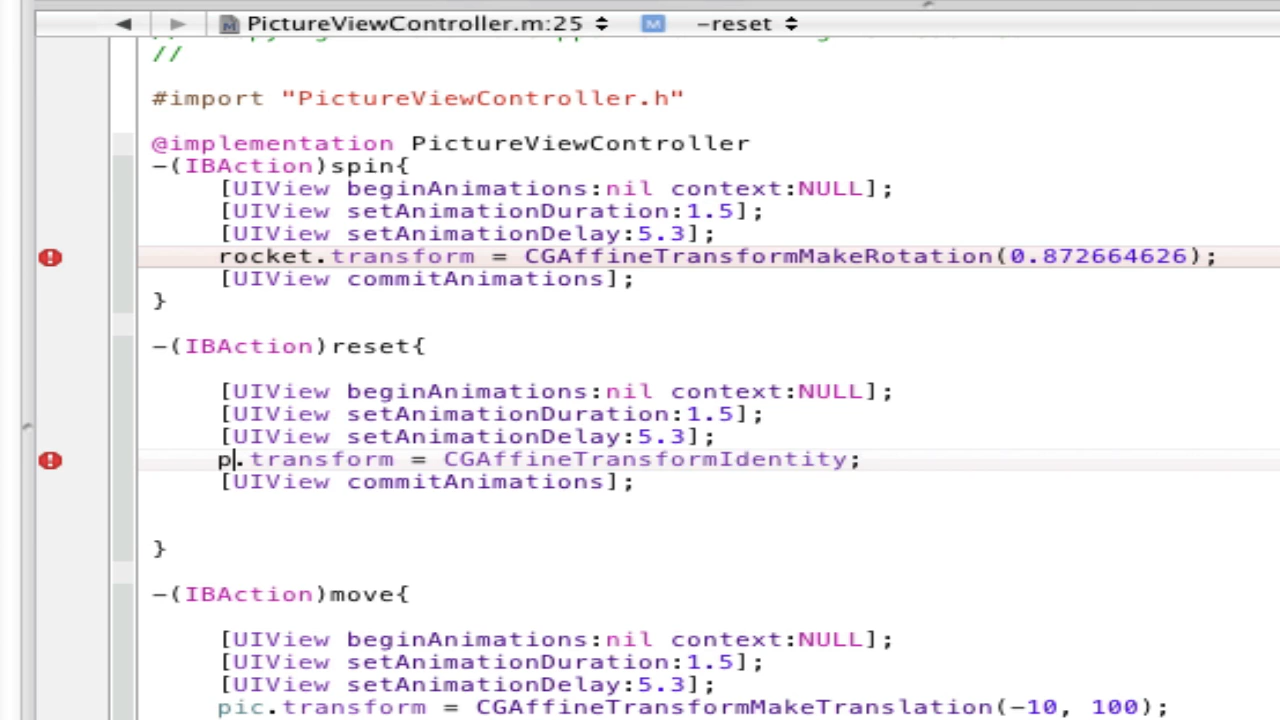 PictureViewController.m:25 M -reset
//
#import "PictureViewController.h"
@implementation PictureViewController
-(IBAction)spin{
[UIView beginAnimations:nil context:NULL];
[UIView setAnimationDuration:1.5];
[UIView setAnimationDelay:5.3];
rocket.transform = CGAffineTransformMakeRotation(0.872664626);
[UIView commitAnimations];
}
-(IBAction)reset{
[UIView beginAnimations:nil context:NULL];
[UIView setAnimationDuration:1.5];
[UIView setAnimationDelay:5.3];
p.transform = CGAffineTransformIdentity;
[UIView commitAnimations];
}
-(IBAction)move{
[UIView beginAnimations:nil context:NULL];
[UIView setAnimationDuration:1.5];
[UIView setAnimationDelay:5.3];
pic.transform = CGAffineTransformMakeTranslation(-10, 100);